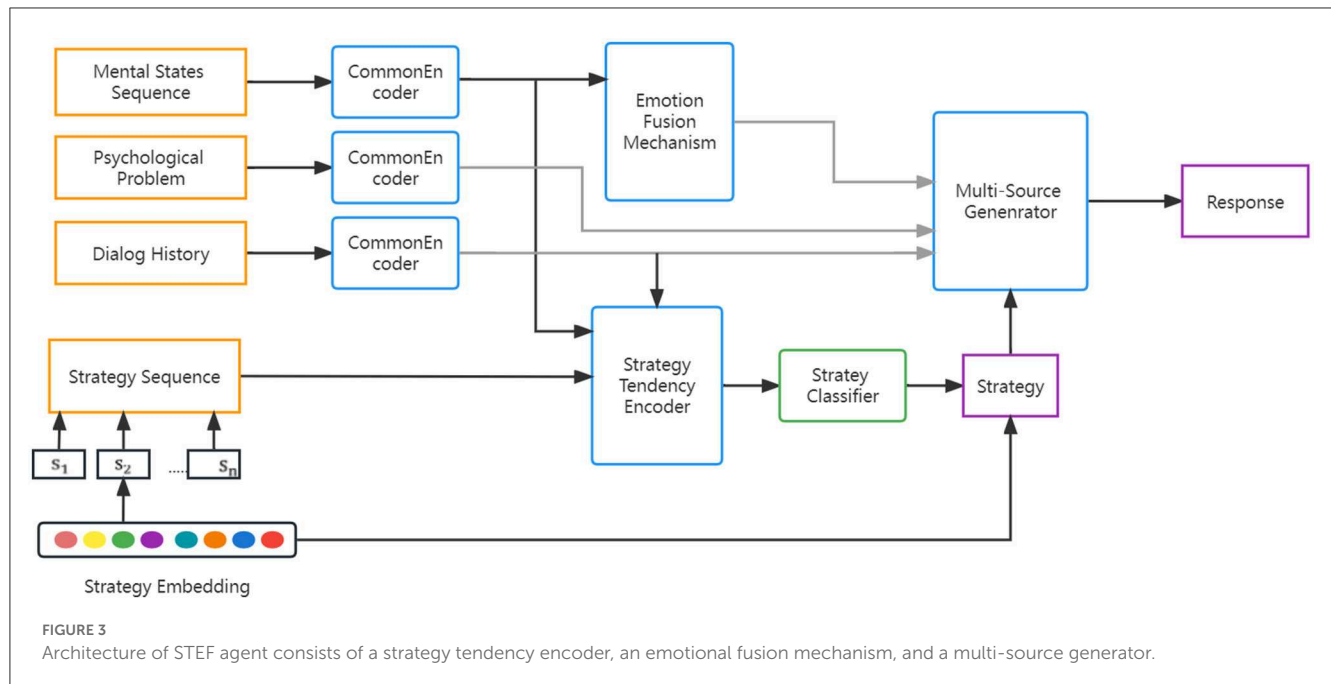 Mental States
Sequence
CommonEn
coder
Emotion
Fusion
Mechanism
Psychological
Problem
CommonEn
coder
Multi-Source
Genenrator
Response
Dialog History
CommonEn
coder
Strategy Sequence
Strategy
Tendency
Encoder
Stratey
Classifier
Strategy
S1
S2
.....
Sn
Strategy Embedding
FIGURE 3
Architecture of STEF agent consists of a strategy tendency encoder, an emotional fusion mechanism, and a multi-source generator.